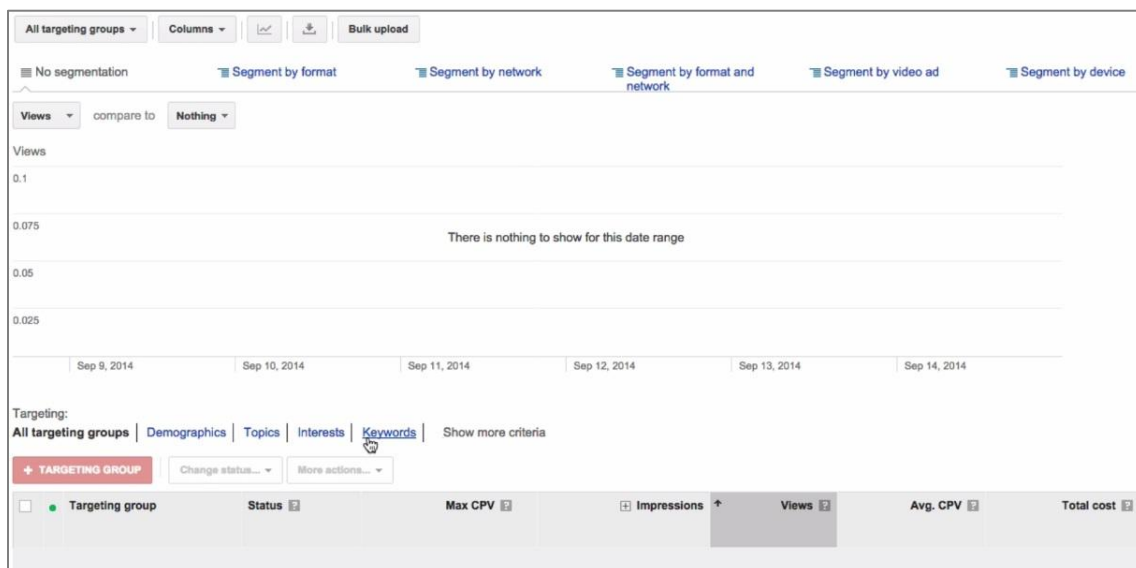 All targeting groups Columns Bulk upload
No segmentation Segment by format Segment by network Segment by format and network Segment by video ad Segment by device
Views compare to Nothing
Views
0.1
0.075
There is nothing to show for this date range
0.05
0.025
Sep 9, 2014 Sep 10, 2014 Sep 11, 2014 Sep 12, 2014 Sep 13, 2014 Sep 14, 2014
Targeting:
All targeting groups | Demographics | Topics | Interests | Keywords | Show more criteria
+ TARGETING GROUP Change status... More actions...
Targeting group Status ? Max CPV ? + Impressions ↑ Views ? Avg. CPV ? Total cost ?